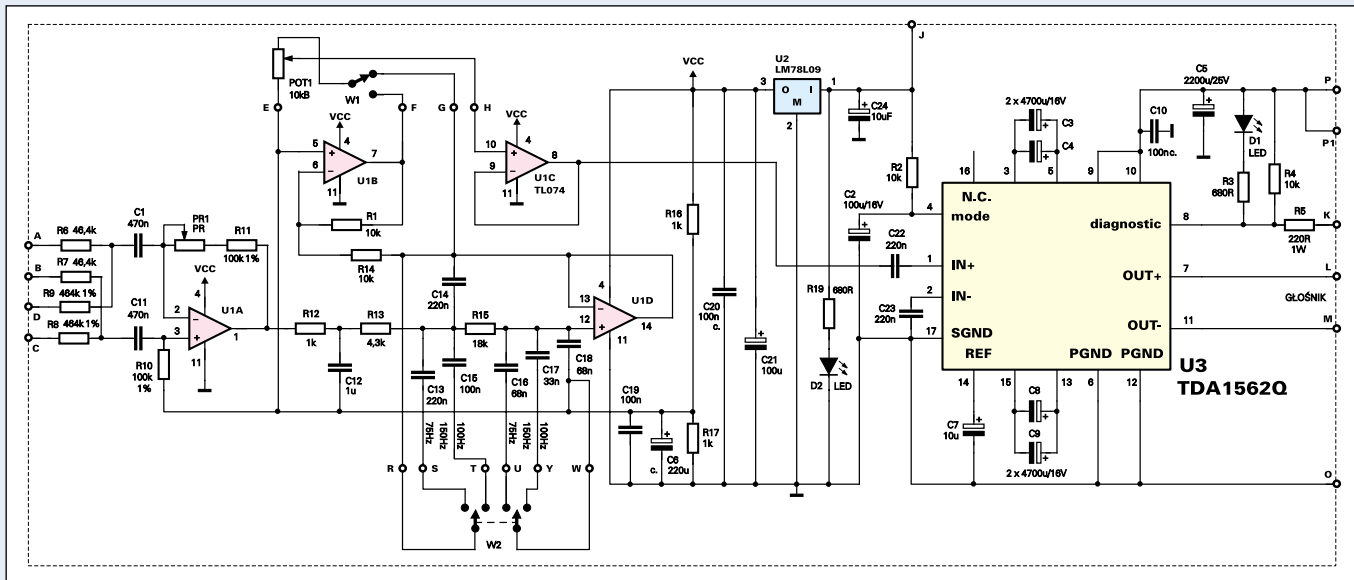 J
U2
LM78L09
VCC
3
O
I
M
1
2
C24
10uF
POT1
10kB
W1
E
F
G
H
VCC
4
5
6
7
11
U1B
VCC
4
10
9
8
11
U1C
TL074
R1
10k
R14
10k
R16
1k
R2
10k
C2
100u/16V
C22
220n
C23
220n
2 x 4700u/16V
C3
C4
C5
2200u/25V
C10
100nc.
D1
LED
R3
680R
R4
10k
R5
220R
1W
P
P1
K
L
GŁOŚNIK
M
O
16
3
5
9
10
N.C.
mode
4
diagnostic
8
IN+
1
OUT+
7
IN-
2
SGND
17
OUT-
11
REF
PGND
PGND
14
15
13
6
12
U3
TDA1562Q
C7
10u
C8
C9
2 x 4700u/16V
A
R6 46,4k
B
R7 46,4k
D
R9 464k 1%
C
R8 464k 1%
C1
470n
PR1
PR
R11
100k 1%
C11
470n
VCC
4
2
3
1
11
U1A
R10
100k
1%
R12
1k
R13
4,3k
C12
1u
C14
220n
R15
18k
C13
220n
C15
100n
C16
68n
C17
33n
C18
68n
4
13
12
14
11
U1D
C19
100n
C6
220u
c.
R17
1k
C20
100n
c.
C21
100u
R19
680R
D2
LED
75Hz
150Hz
100Hz
75Hz
150Hz
100Hz
R
S
T
U
Y
W
W2